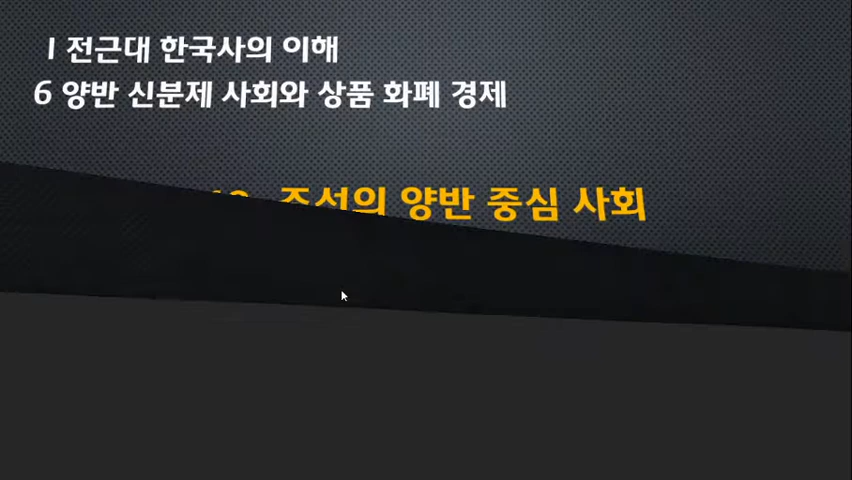 I 전근대 한국사의 이해
6 양반 신분제 사회와 상품 화폐 경제
조선의 양반 중심 사회